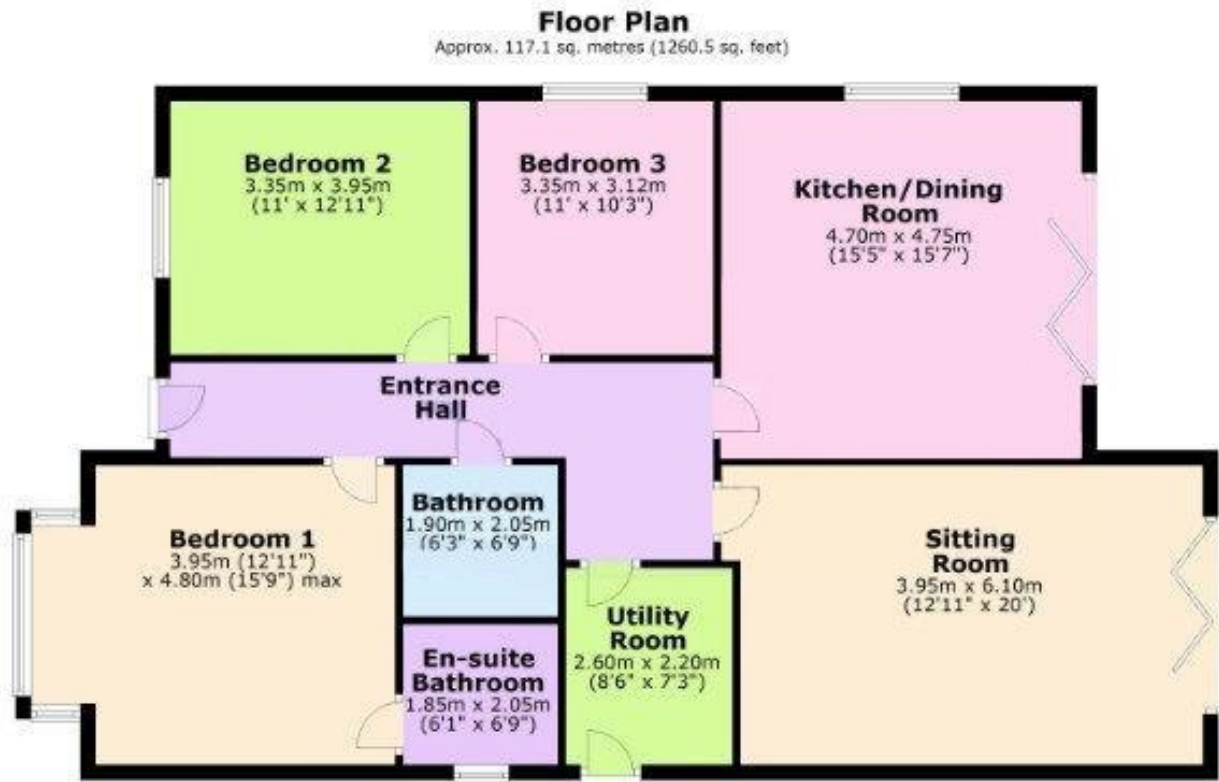 Floor Plan
Approx. 117.1 sq. metres (1260.5 sq. feet)
Bedroom 2
3.35m x 3.95m
(11' x 12'11")
Bedroom 3
3.35m x 3.12m
(11' x 10'3")
Kitchen/Dining
Room
4.70m x 4.75m
(15'5" x 15'7")
Entrance
Hall
Bedroom 1
3.95m (12'11")
x 4.80m (15'9") max
Bathroom
1.90m x 2.05m
(6'3" x 6'9")
En-suite
Bathroom
1.85m x 2.05m
(6'1" x 6'9")
Utility
Room
2.60m x 2.20m
(8'6" x 7'3")
Sitting
Room
3.95m x 6.10m
(12'11" x 20')